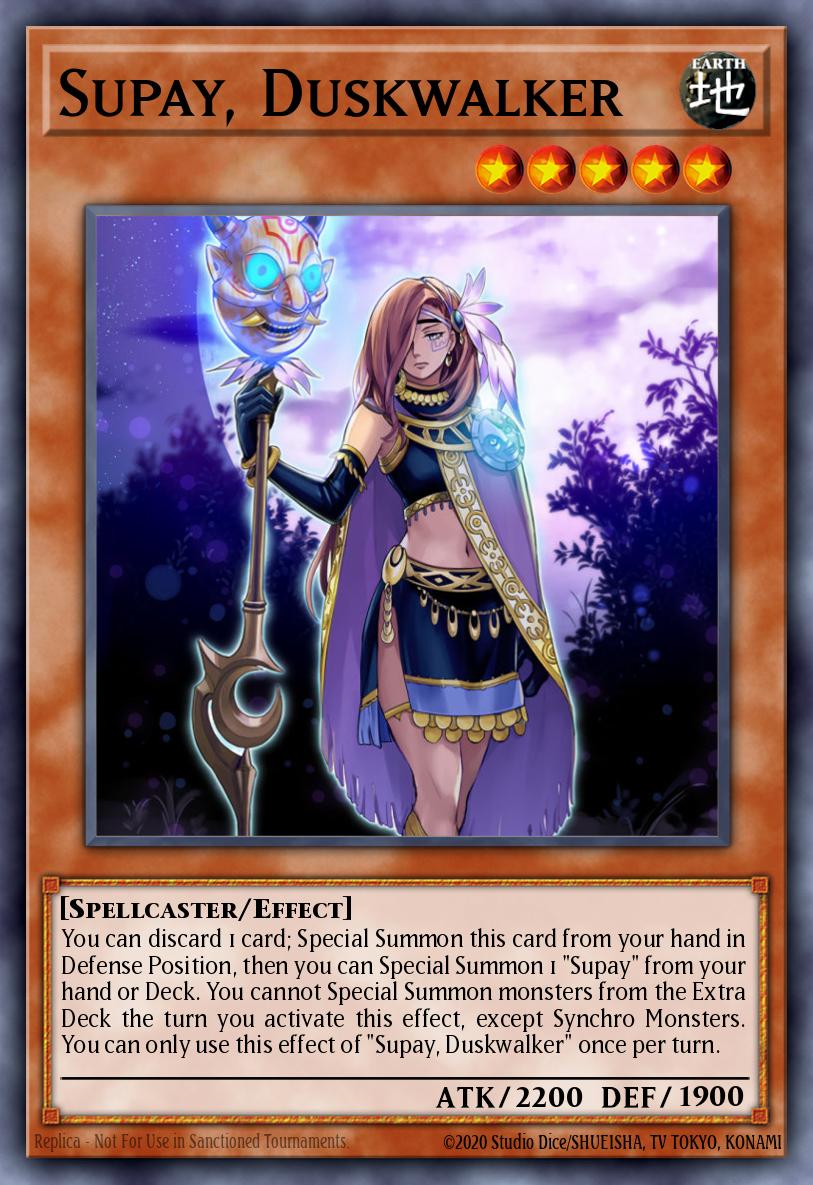 Supay, Duskwalker
EARTH
地
[Spellcaster/Effect]
You can discard 1 card; Special Summon this card from your hand in
Defense Position, then you can Special Summon 1 "Supay" from your
hand or Deck. You cannot Special Summon monsters from the Extra
Deck the turn you activate this effect, except Synchro Monsters.
You can only use this effect of "Supay, Duskwalker" once per turn.
ATK/2200 DEF/1900
Replica - Not For Use in Sanctioned Tournaments.
©2020 Studio Dice/SHUEISHA, TV TOKYO, KONAMI